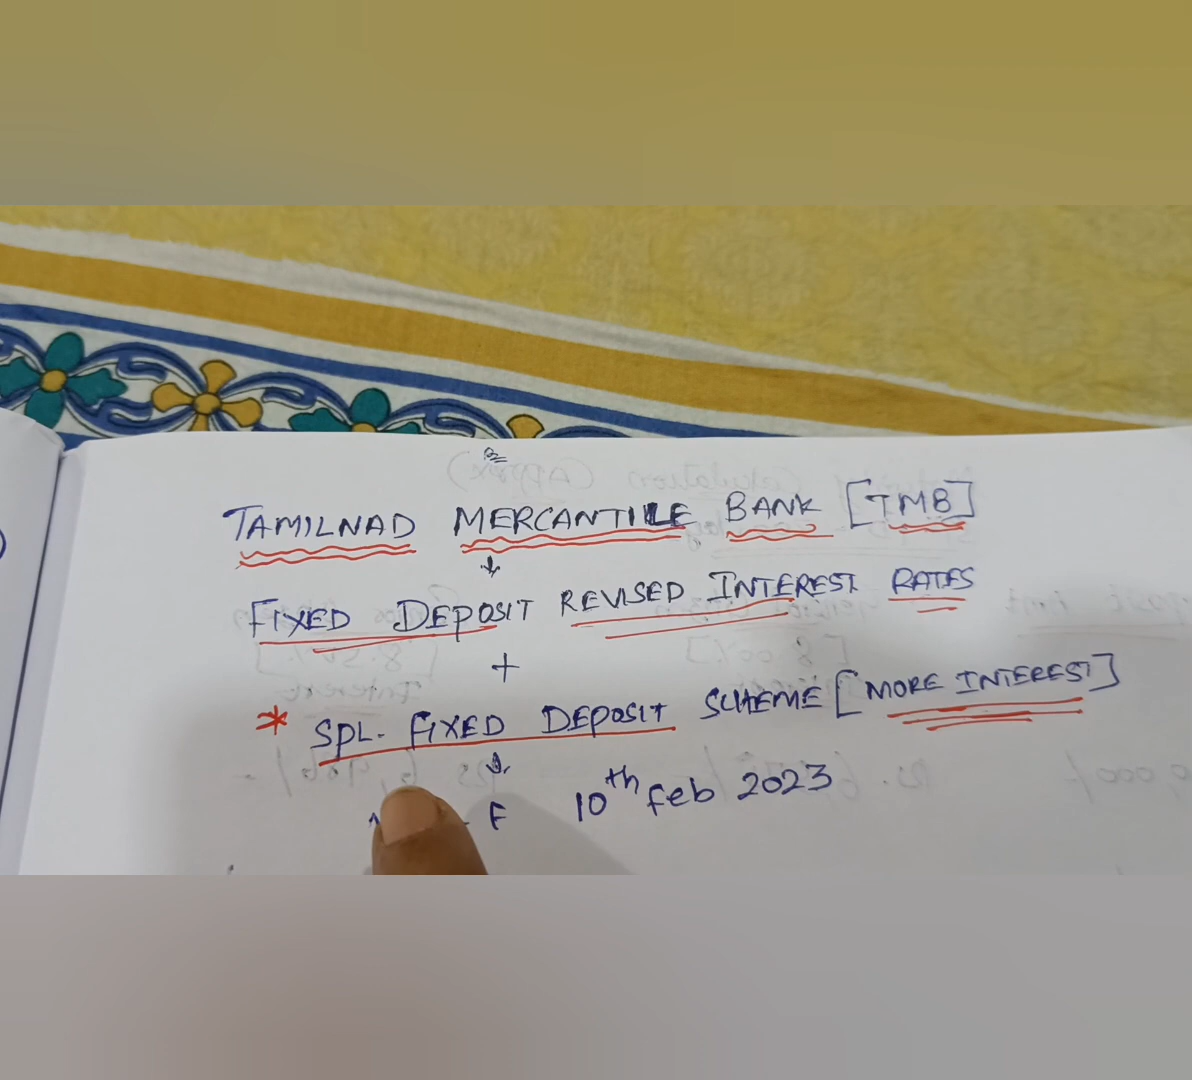 TAMILNAD MERCANTILE BANK [TMB]
FIXED DEPOSIT REVISED INTEREST RATES
+
* SPL. FIXED DEPOSIT SCHEME [MORE INTEREST]
F 10th feb 2023